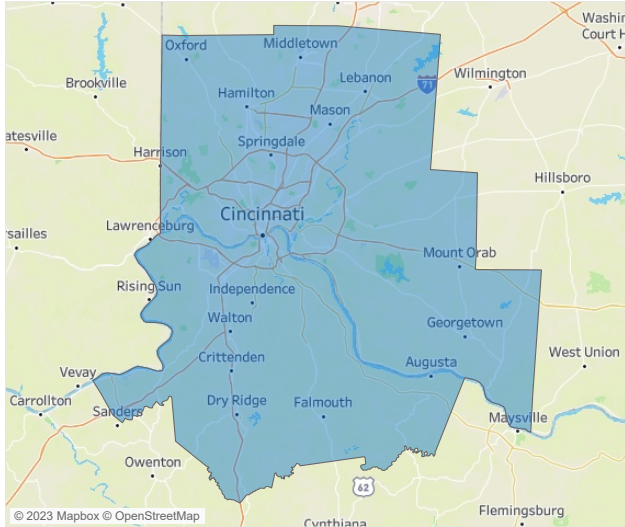 Washin
Court H
Oxford
Middletown
Brookville
Lebanon
Wilmington
71
Hamilton
Mason
atesville
Springdale
Harrison
Hillsboro
Cincinnati
Lawrenceburg
rsailles
Mount Orab
Rising Sun
Independence
Walton
Georgetown
Crittenden
Augusta
West Union
Vevay
Carrollton
Dry Ridge
Falmouth
Sanders
Maysville
Owenton
62
© 2023 Mapbox © OpenStreetMap
Cynthiana
Flemingsburg